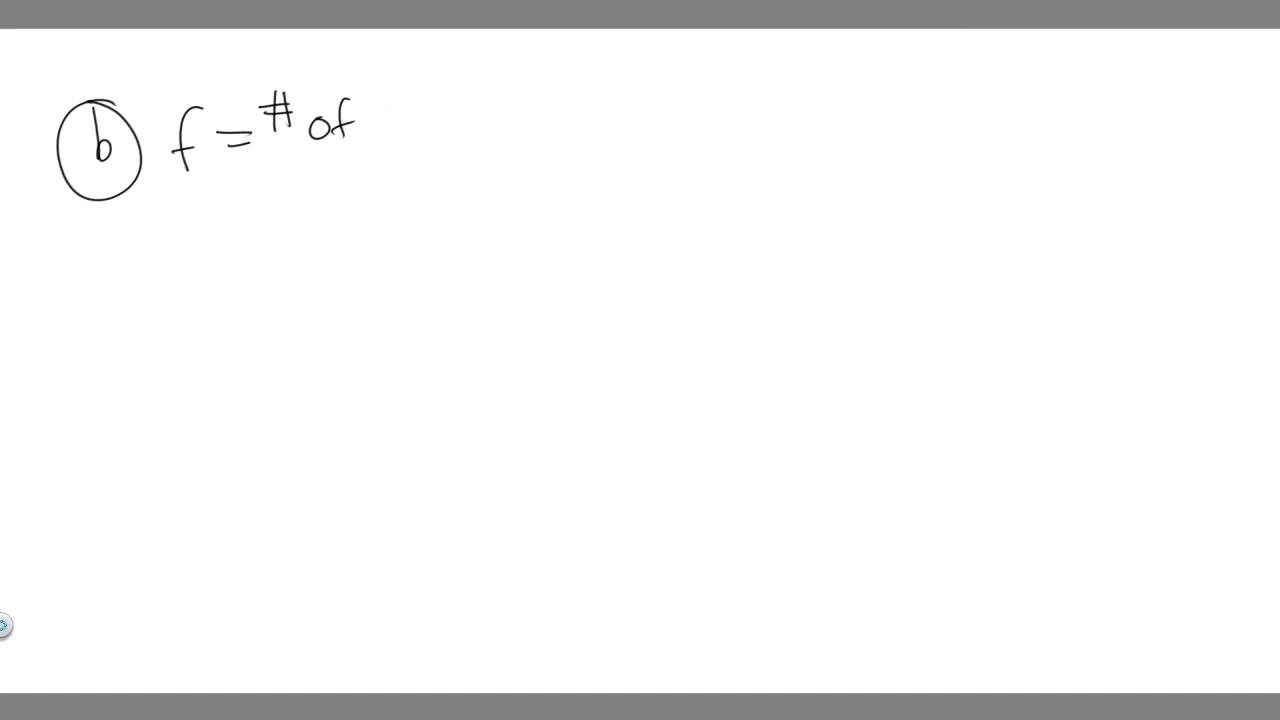 b f = # of